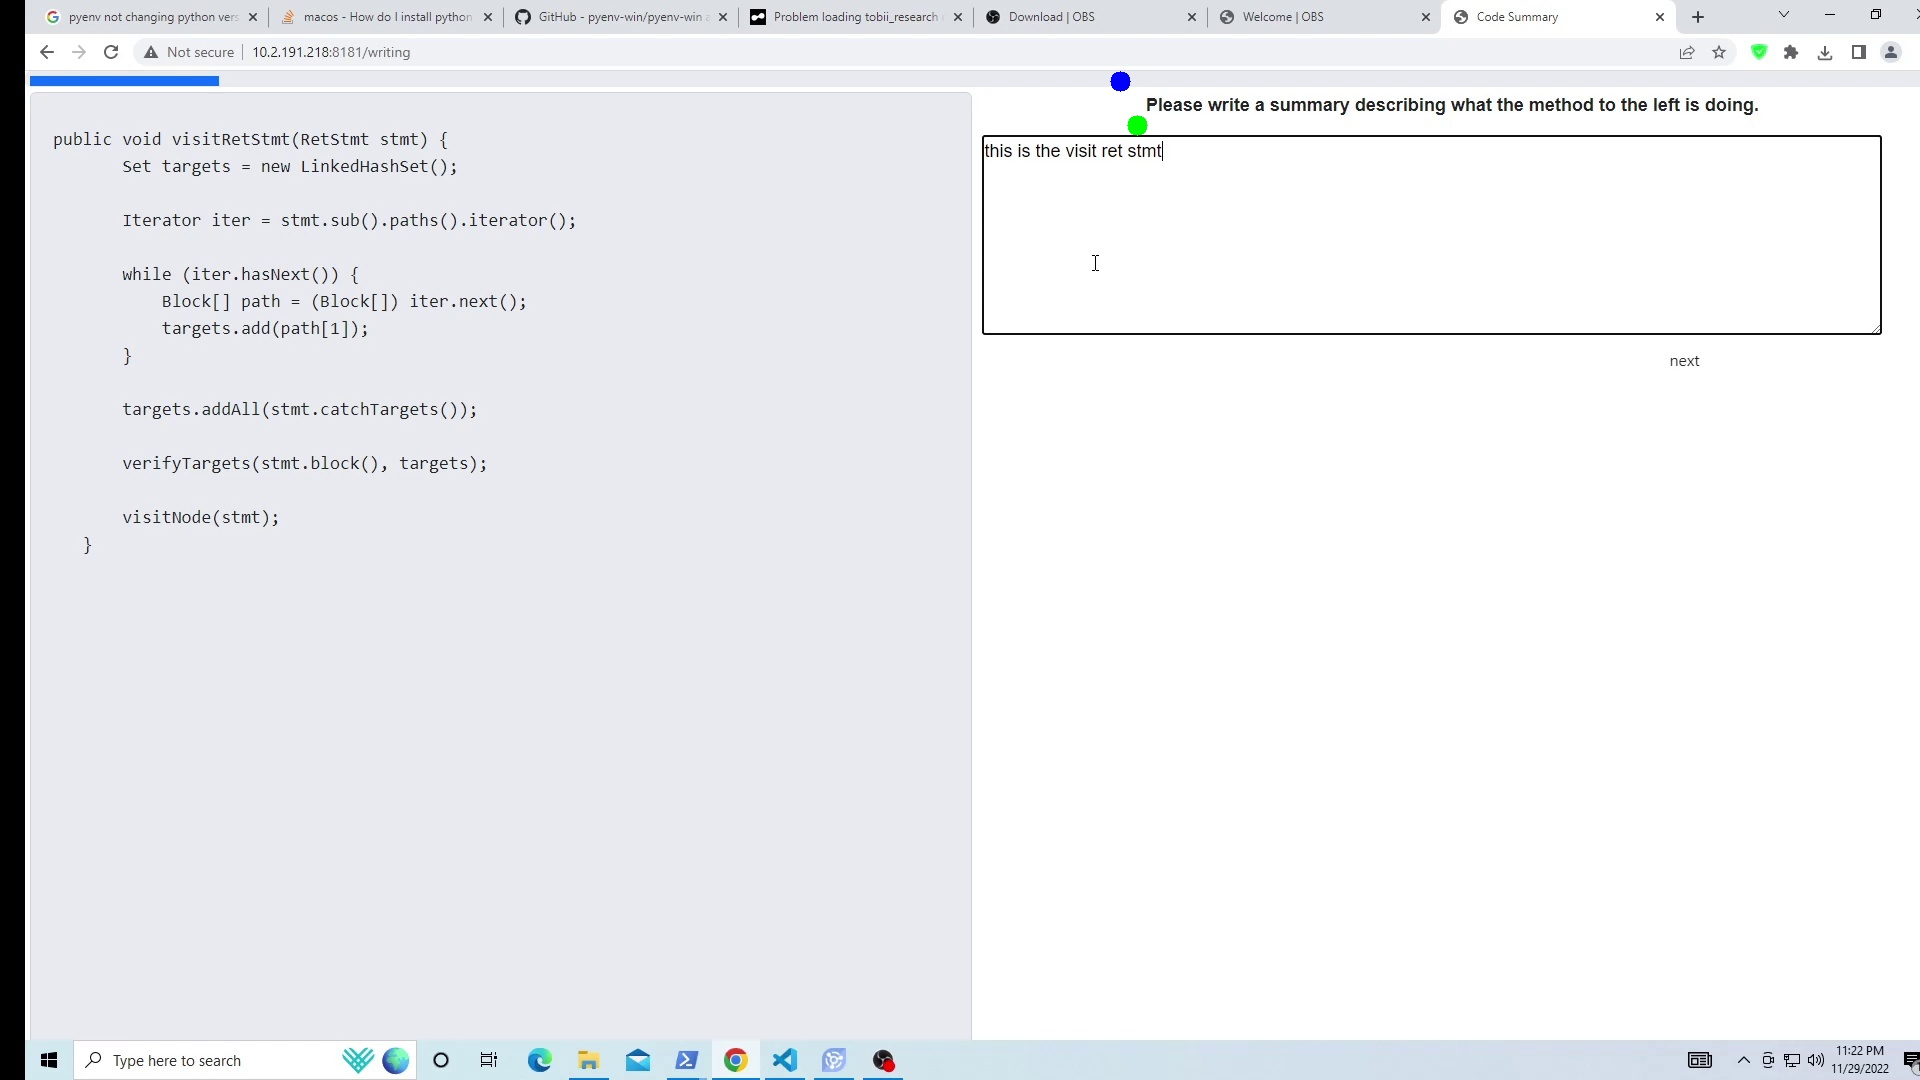 pyenv not changing python vers
macos - How do I install python
GitHub - pyenv-win/pyenv-win a
Problem loading tobii_research
Download | OBS
Welcome | OBS
Code Summary
Not secure
10.2.191.218:8181/writing
public void visitRetStmt(RetStmt stmt) {
Set targets = new LinkedHashSet();
Iterator iter = stmt.sub().paths().iterator();
while (iter.hasNext()) {
Block[] path = (Block[]) iter.next();
targets.add(path[1]);
}
targets.addAll(stmt.catchTargets());
verifyTargets(stmt.block(), targets);
visitNode(stmt);
}
Please write a summary describing what the method to the left is doing.
this is the visit ret stmt
next
Type here to search
11:22 PM
11/29/2022